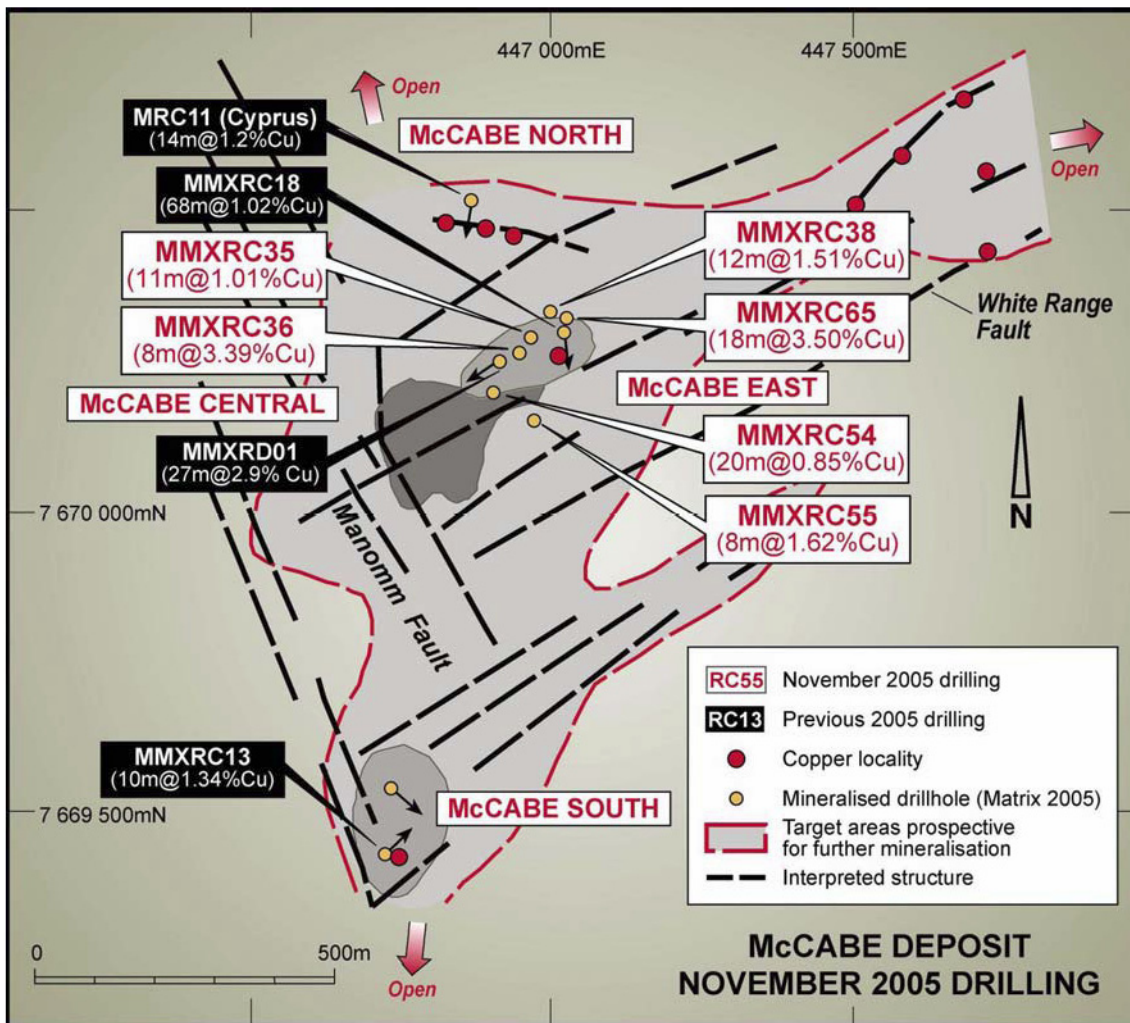 447 000mE
447 500mE
Open
MRC11 (Cyprus)
(14m@1.2%Cu)
McCABE NORTH
Open
MMXRC18
(68m@1.02%Cu)
MMXRC35
(11m@1.01%Cu)
MMXRC38
(12m@1.51%Cu)
MMXRC36
(8m@3.39%Cu)
MMXRC65
(18m@3.50%Cu)
White Range
Fault
McCABE CENTRAL
McCABE EAST
MMXRD01
(27m@2.9% Cu)
MMXRC54
(20m@0.85%Cu)
7 670 000mN
MMXRC55
(8m@1.62%Cu)
N
Manomm Fault
MMXRC13
(10m@1.34%Cu)
McCABE SOUTH
7 669 500mN
RC55 November 2005 drilling
RC13 Previous 2005 drilling
Copper locality
Mineralised drillhole (Matrix 2005)
Target areas prospective
for further mineralisation
Interpreted structure
0 500m
Open
McCABE DEPOSIT
NOVEMBER 2005 DRILLING